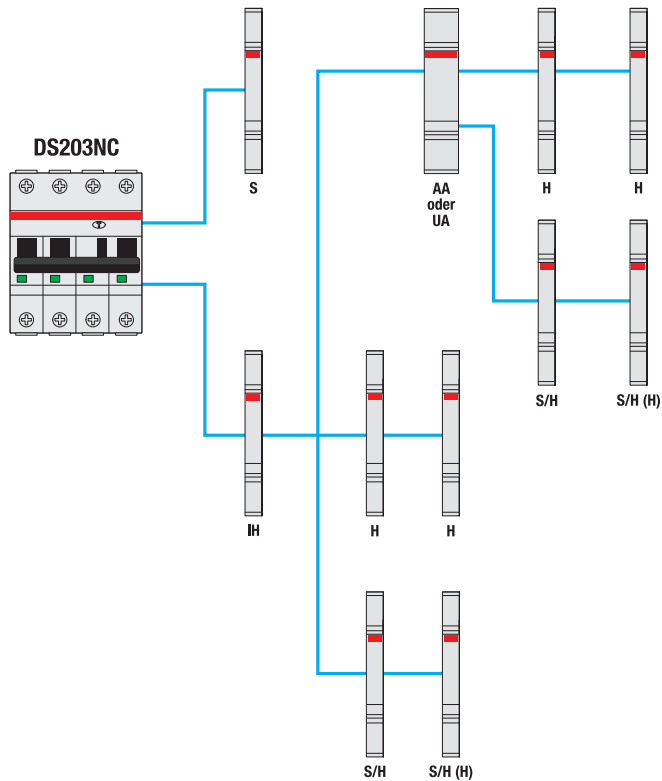 DS203NC
S
AA
oder
UA
H
H
S/H
S/H (H)
IH
H
H
S/H
S/H (H)